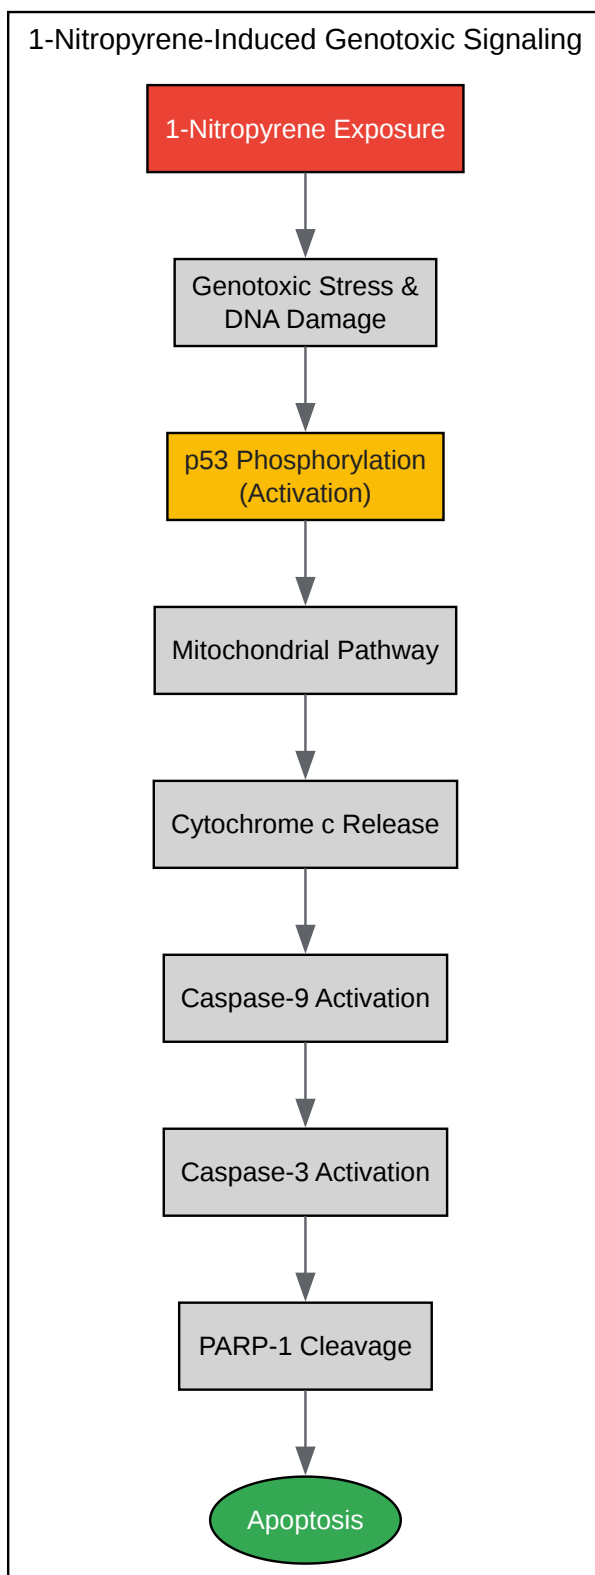 1-Nitropyrene-Induced Genotoxic Signaling
1-Nitropyrene Exposure
Genotoxic Stress &
DNA Damage
p53 Phosphorylation
(Activation)
Mitochondrial Pathway
Cytochrome c Release
Caspase-9 Activation
Caspase-3 Activation
PARP-1 Cleavage
Apoptosis